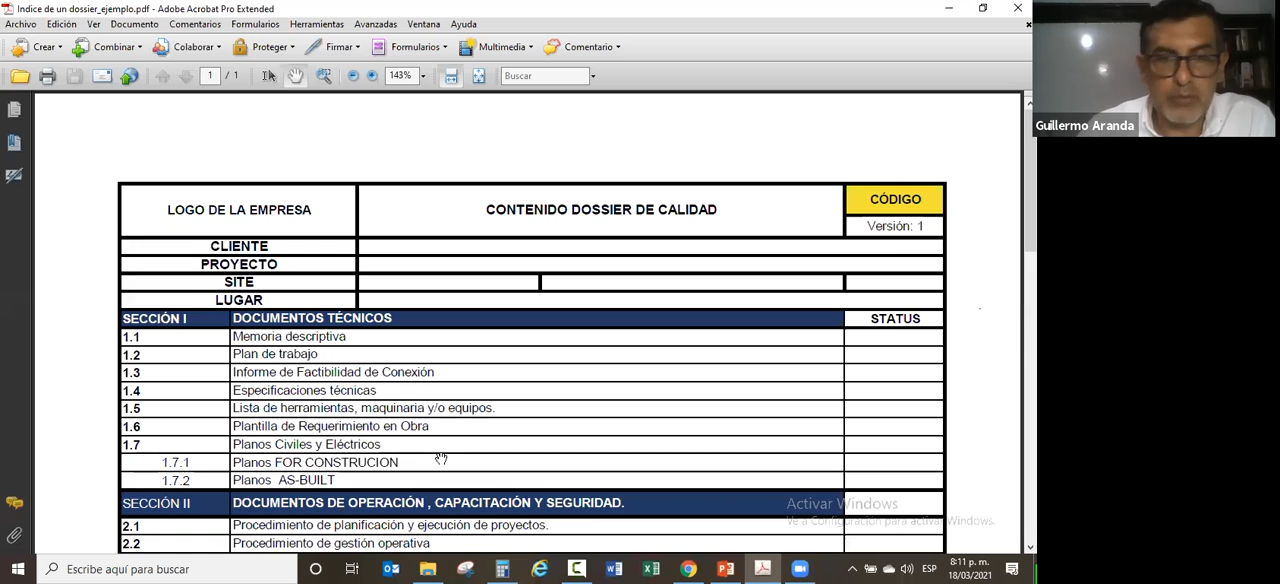 Indice de un dossier_ejemplo.pdf - Adobe Acrobat Pro Extended
Archivo Edición Ver Documento Comentarios Formularios Herramientas Avanzadas Ventana Ayuda
Crear Combinar Colaborar Proteger Firmar Formularios Multimedia Comentario
1 / 1 143% Buscar
Guillermo Aranda
LOGO DE LA EMPRESA CONTENIDO DOSSIER DE CALIDAD CÓDIGO
Versión: 1
CLIENTE
PROYECTO
SITE
LUGAR
SECCIÓN I DOCUMENTOS TÉCNICOS STATUS
1.1 Memoria descriptiva
1.2 Plan de trabajo
1.3 Informe de Factibilidad de Conexión
1.4 Especificaciones técnicas
1.5 Lista de herramientas, maquinaria y/o equipos.
1.6 Plantilla de Requerimiento en Obra
1.7 Planos Civiles y Eléctricos
1.7.1 Planos FOR CONSTRUCION
1.7.2 Planos AS-BUILT
SECCIÓN II DOCUMENTOS DE OPERACIÓN , CAPACITACIÓN Y SEGURIDAD.
2.1 Procedimiento de planificación y ejecución de proyectos.
2.2 Procedimiento de gestión operativa
Activar Windows
Ve a Configuración para activar Windows.
Escribe aquí para buscar
ESP
8:11 p. m.
18/03/2021